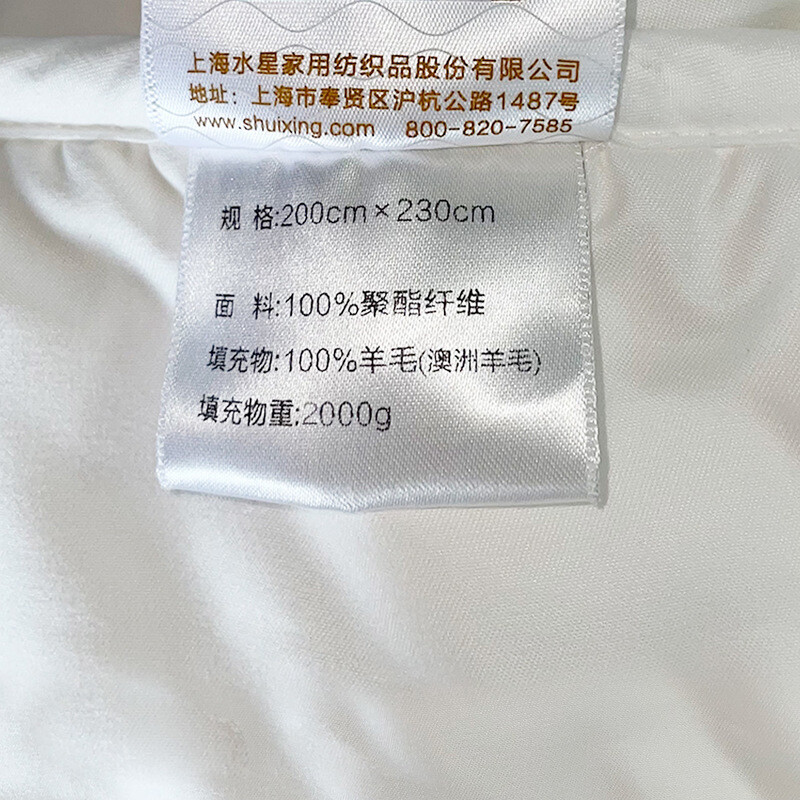 上海水星家用纺织品股份有限公司
地址：上海市奉贤区沪杭公路1487号
www.shuixing.com 800-820-7585
规 格:200cm×230cm
面 料:100%聚酯纤维
填充物:100%羊毛(澳洲羊毛)
填充物重:2000g